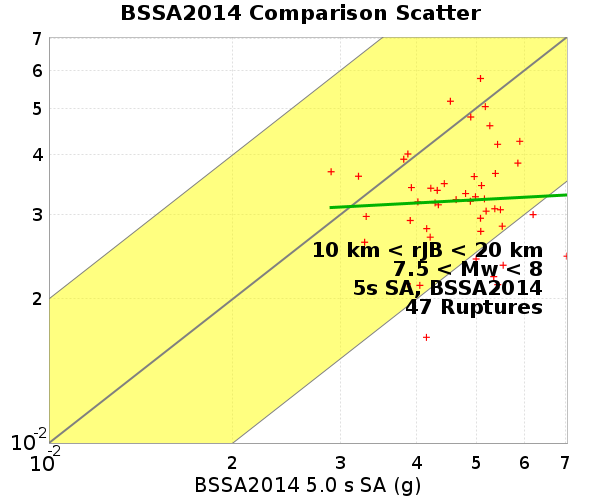 BSSA2014 Comparison Scatter
7
6
5
4
3
2
10^-2
10 km < rJB < 20 km
7.5 < Mw < 8
5s SA, BSSA2014
47 Ruptures
10^-2 2 3 4 5 6 7
BSSA2014 5.0 s SA (g)